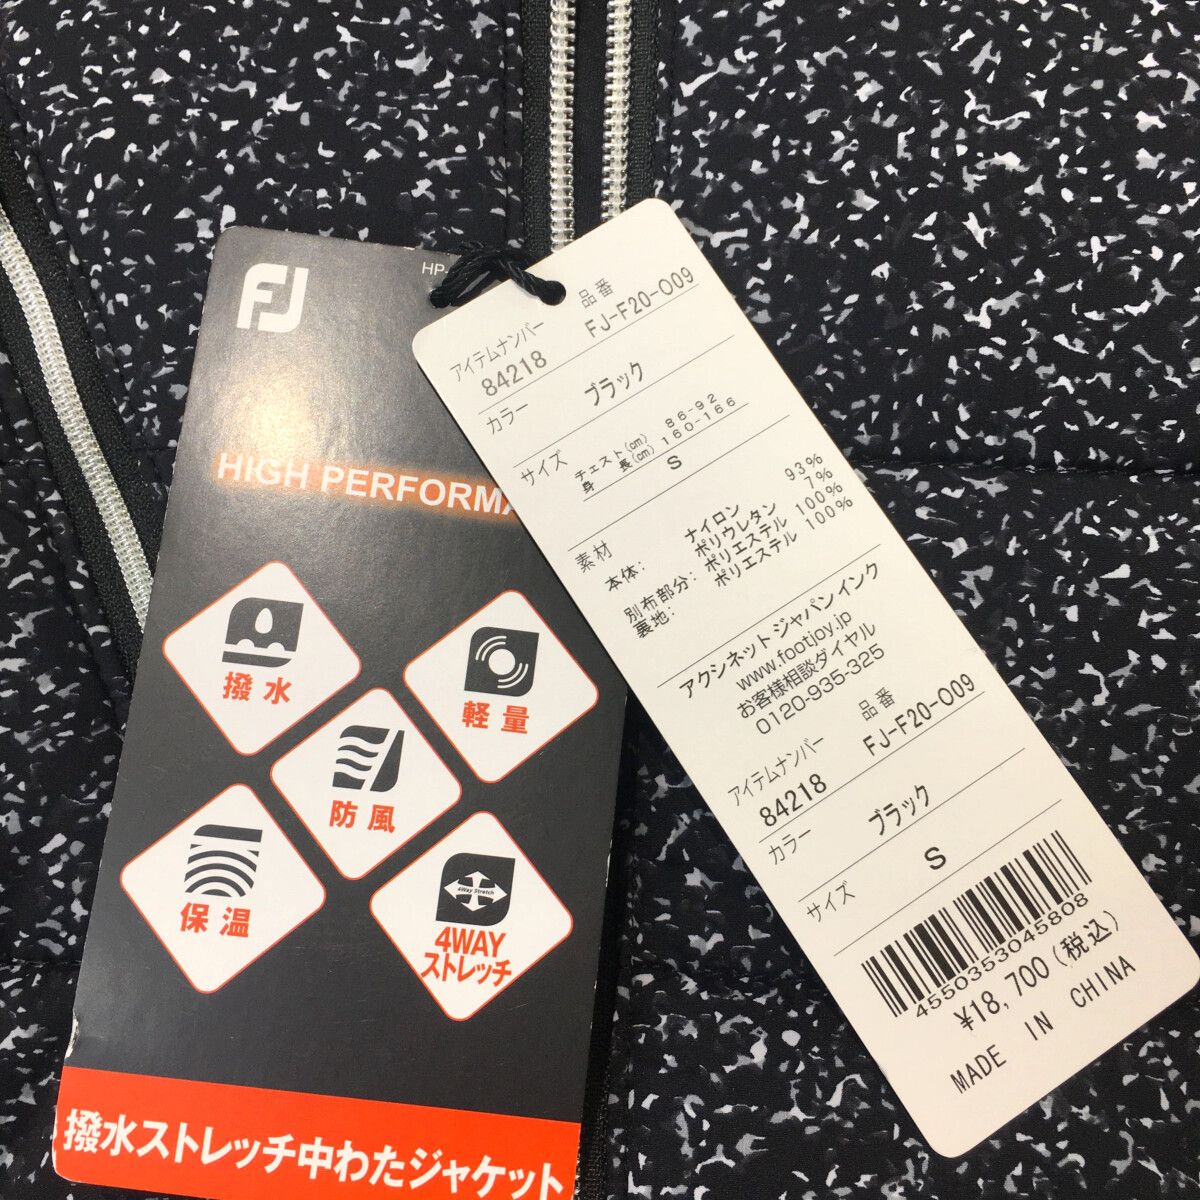 FJ
HP-
HIGH PERFORMA
撥水
軽量
防風
保温
4Way Stretch
4WAY
ストレッチ
撥水ストレッチ中わたジャケット
アイテムナンバー 品番
84218 FJ-F20-O09
カラー ブラック
サイズ チェスト(cm) 86-92
身 長(cm) 160-166
S
素材
本体: ナイロン 93%
ポリウレタン 7%
別布部分: ポリエステル 100%
裏地: ポリエステル 100%
アクシネット ジャパン インク
www.footjoy.jp
お客様相談ダイヤル
0120-935-325
アイテムナンバー 品番
84218 FJ-F20-O09
カラー ブラック
サイズ S
4550353045808
¥18,700(税込)
MADE IN CHINA